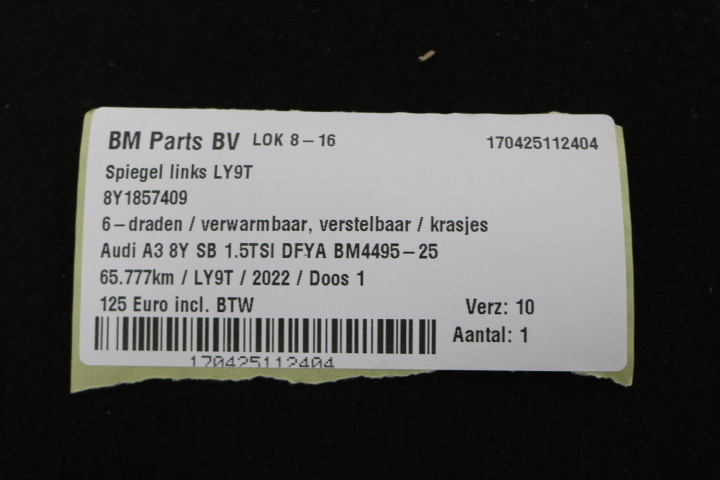 BM Parts BV LOK 8-16 170425112404
Spiegel links LY9T
8Y1857409
6-draden / verwarmbaar, verstelbaar / krasjes
Audi A3 8Y SB 1.5TSI DFYA BM4495-25
65.777km / LY9T / 2022 / Doos 1
125 Euro incl. BTW Verz: 10
Aantal: 1
170425112404